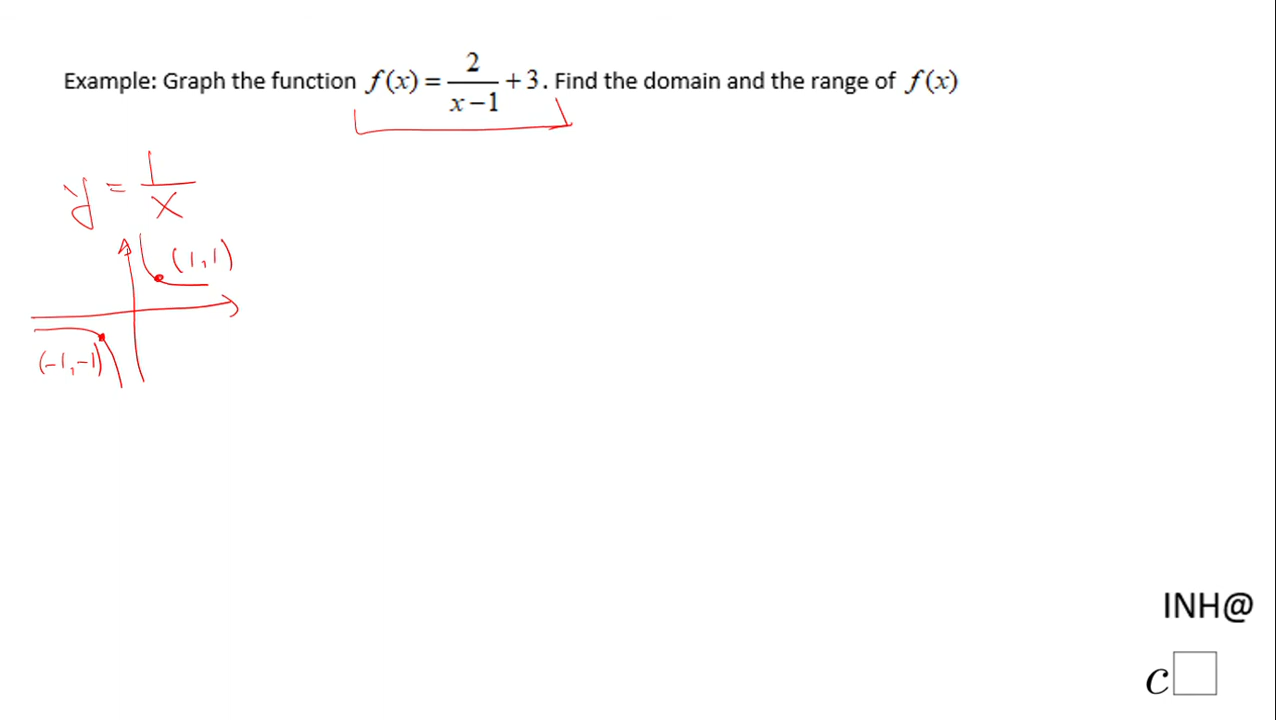 Example: Graph the function f(x) = 2/(x−1) + 3. Find the domain and the range of f(x)
y = 1/x
(1,1)
(-1,-1)
INH@
c